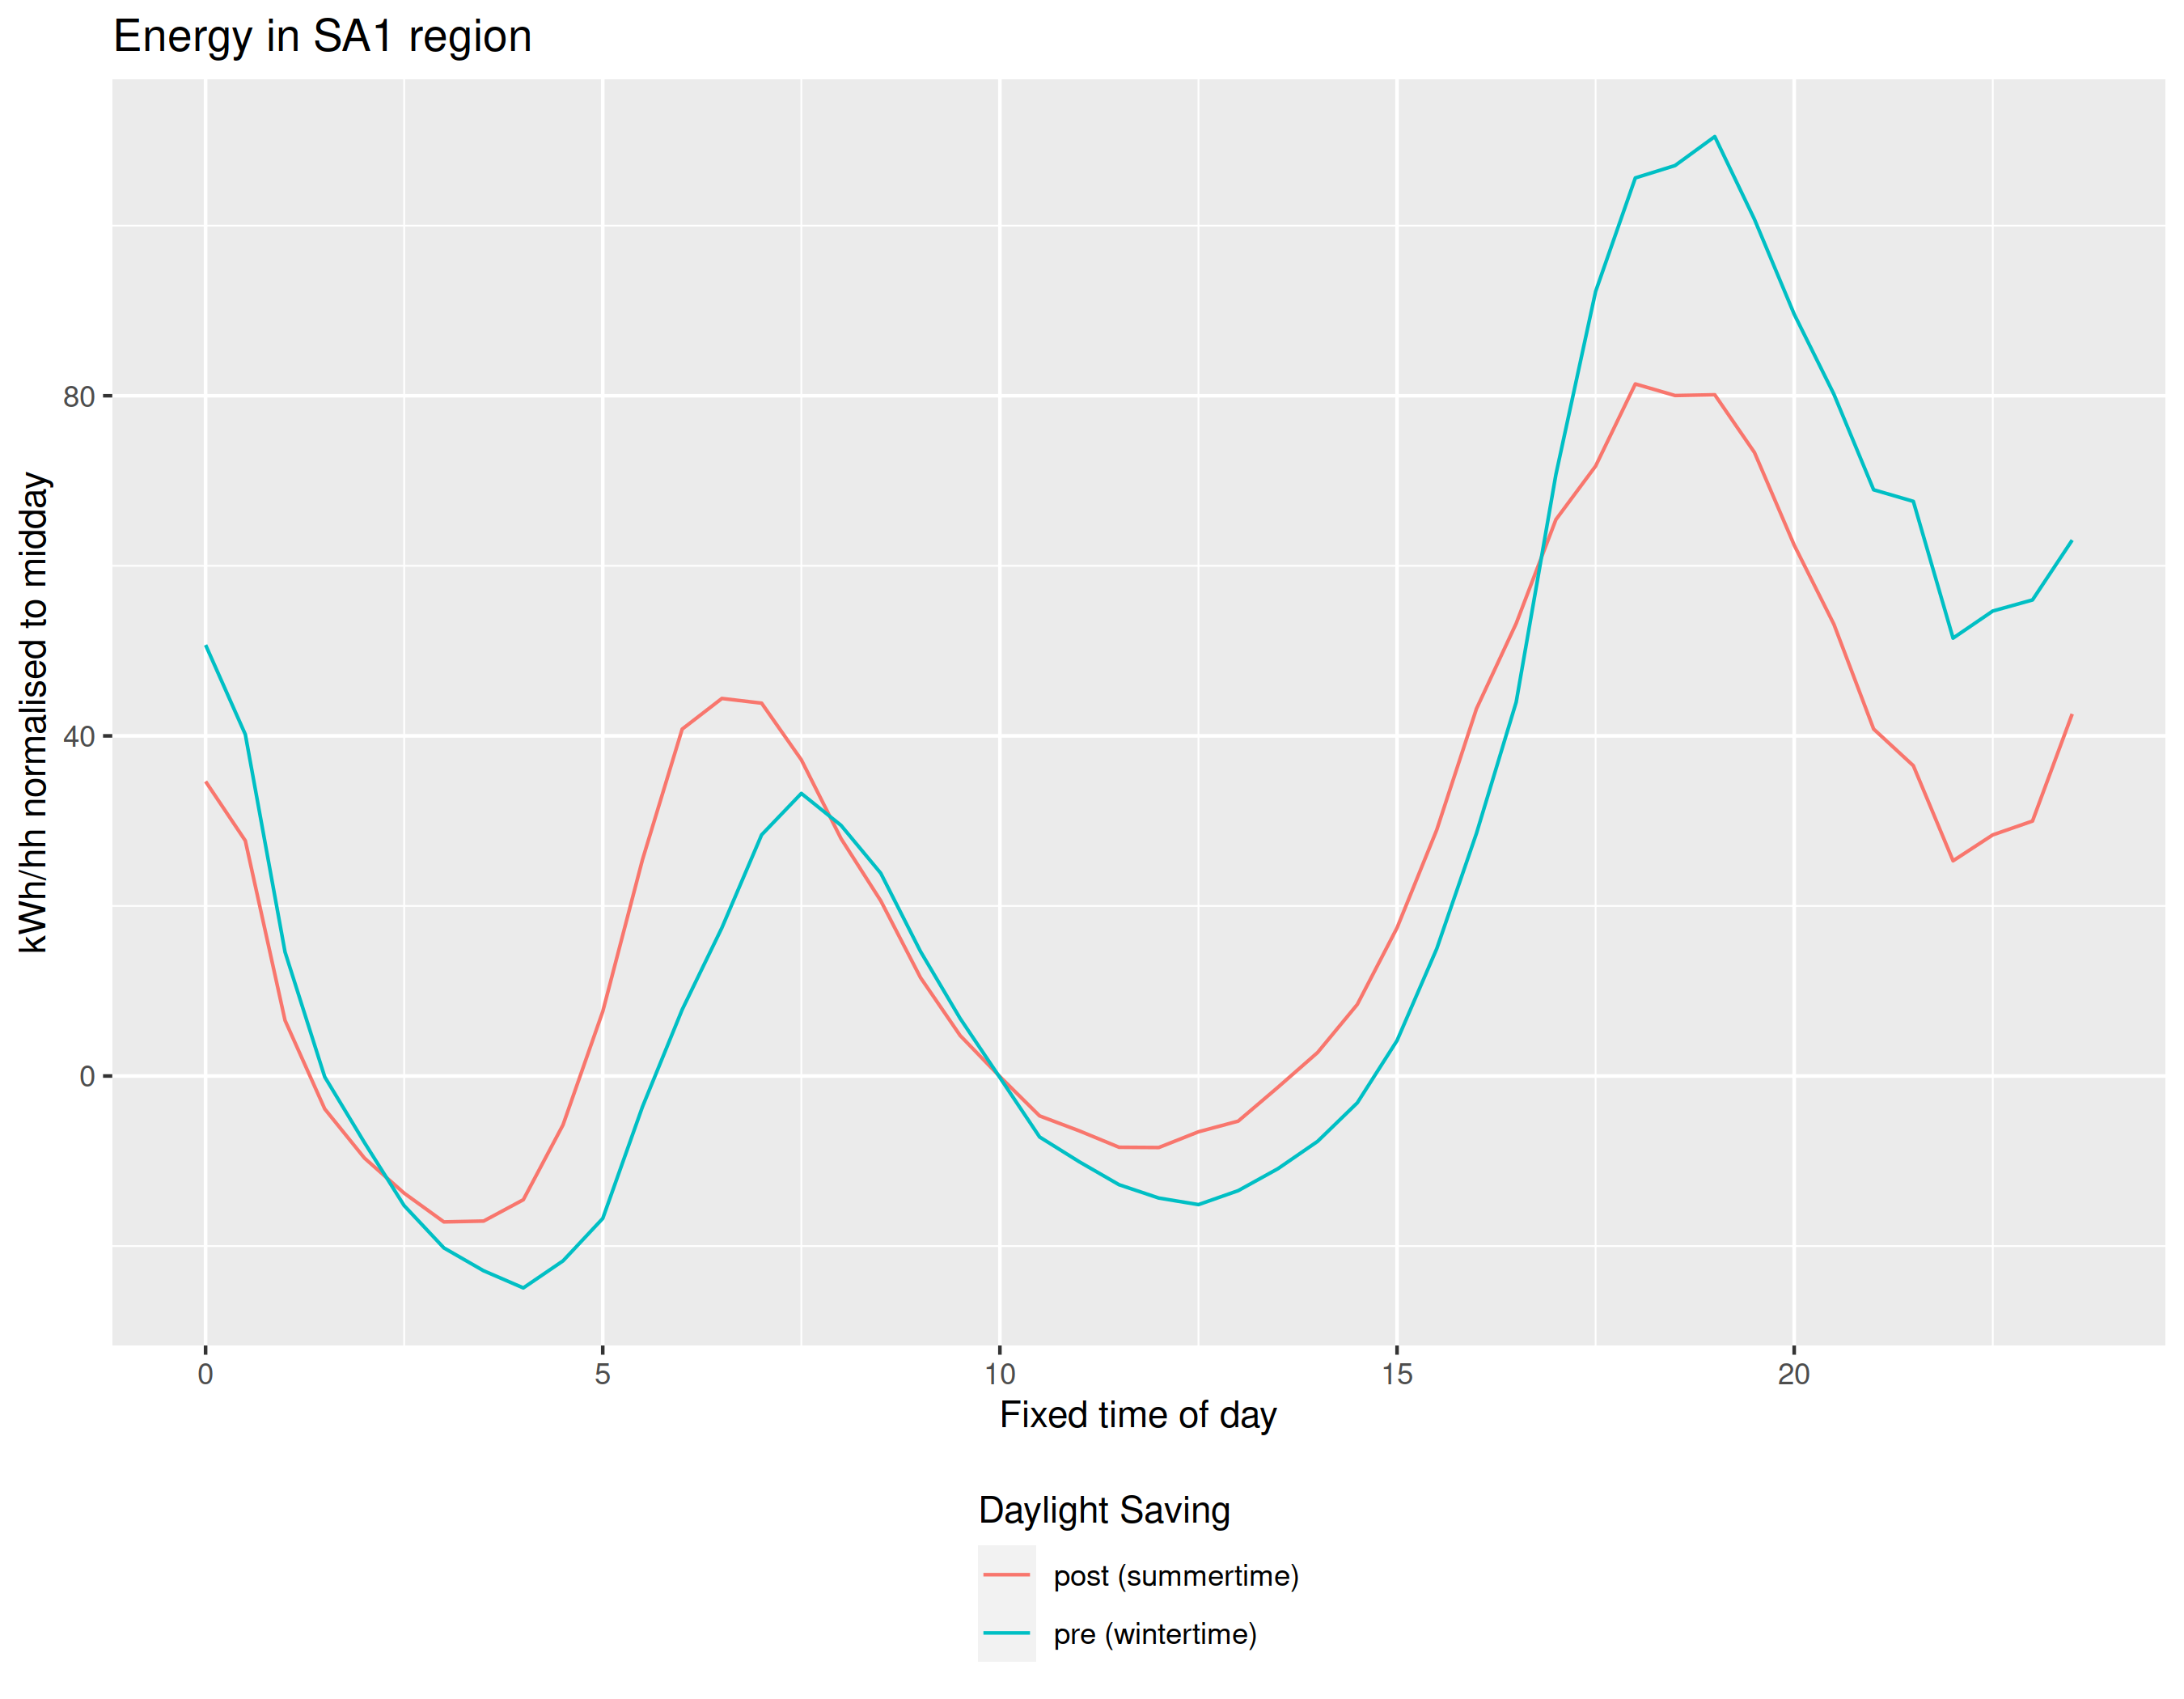 Energy in SA1 region
kWh/hh normalised to midday
80
40
0
0 5 10 15 20
Fixed time of day
Daylight Saving
post (summertime)
pre (wintertime)